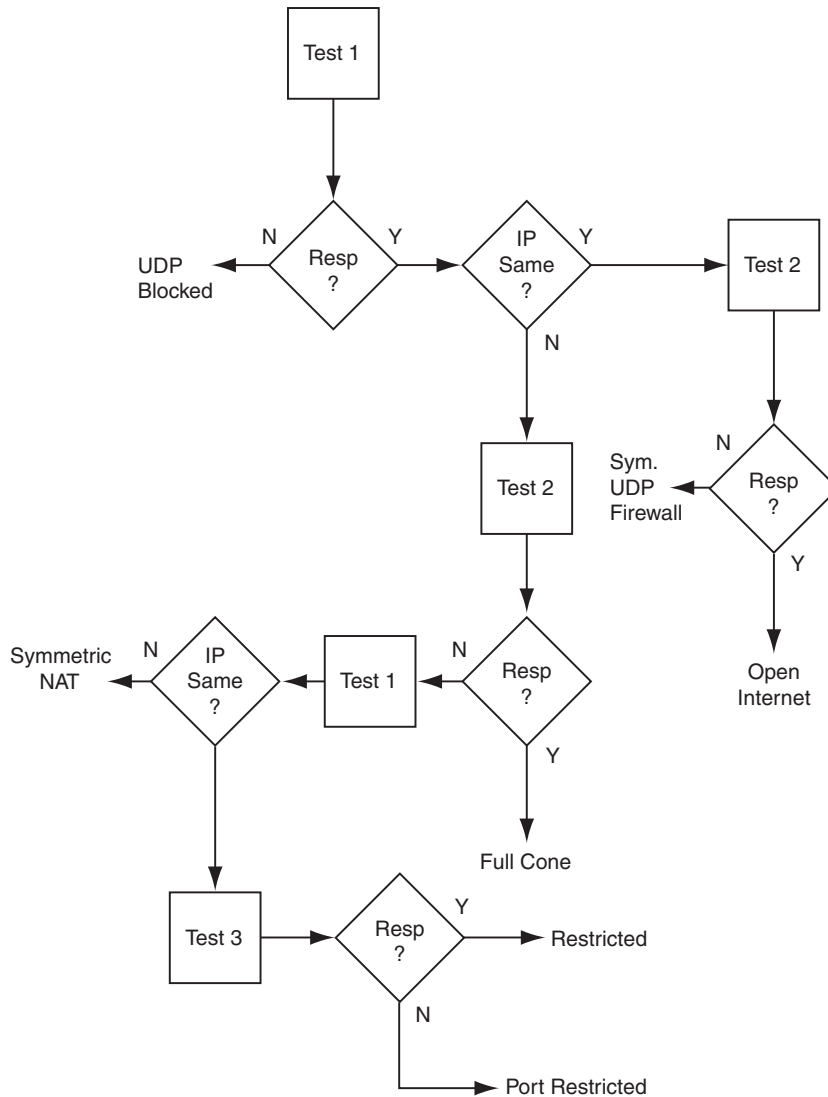 Test 1
N
Y
Resp
?
UDP
Blocked
IP
Same
?
Y
N
Test 2
N
Resp
?
Y
Sym.
UDP
Firewall
Open
Internet
Test 2
Resp
?
N
Y
Full Cone
Test 1
IP
Same
?
N
Symmetric
NAT
Test 3
Resp
?
Y
N
Restricted
Port Restricted